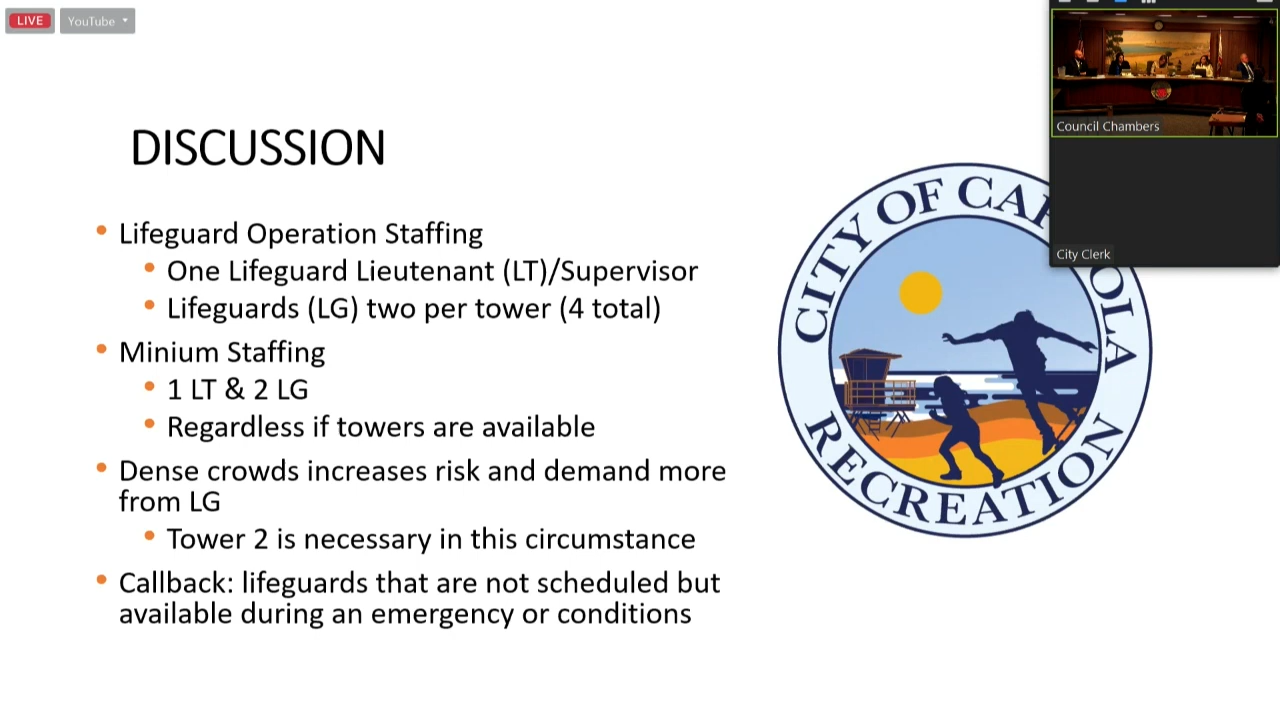 LIVE
YouTube
Council Chambers
City Clerk
DISCUSSION
Lifeguard Operation Staffing
One Lifeguard Lieutenant (LT)/Supervisor
Lifeguards (LG) two per tower (4 total)
Minium Staffing
1 LT & 2 LG
Regardless if towers are available
Dense crowds increases risk and demand more
from LG
Tower 2 is necessary in this circumstance
Callback: lifeguards that are not scheduled but
available during an emergency or conditions
CITY OF CA
OLA
RECREATION